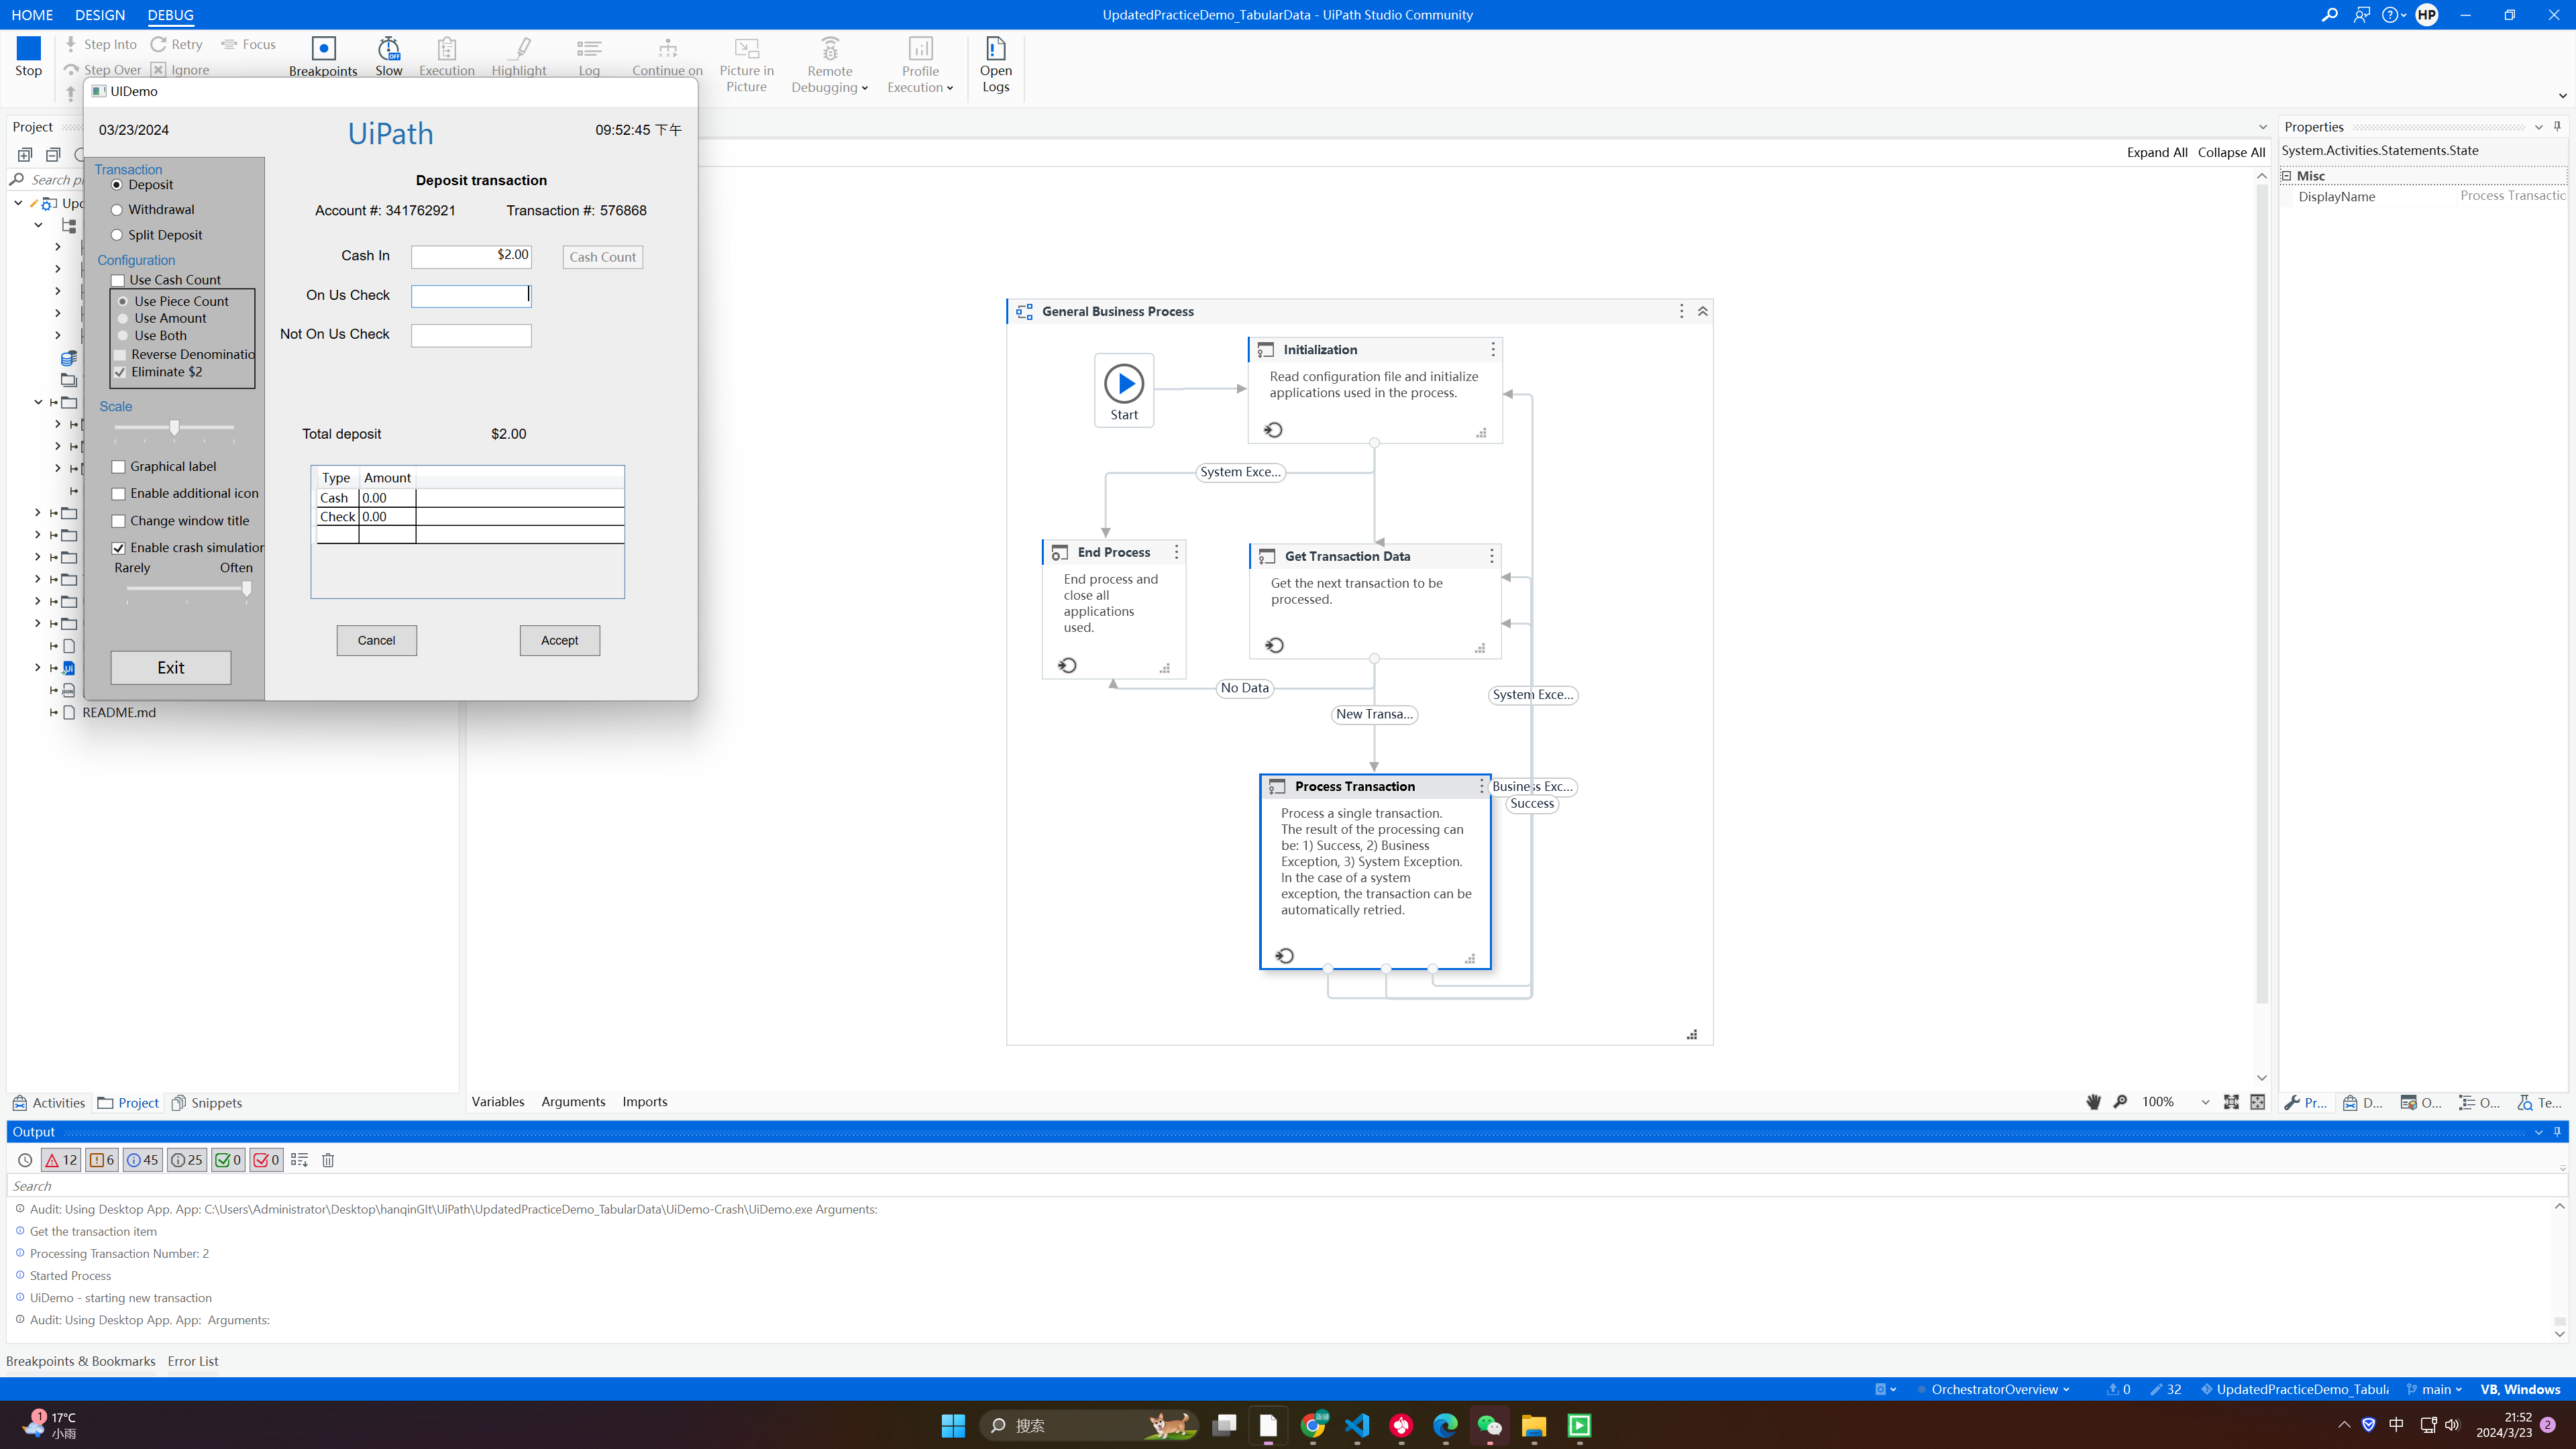 HOME DESIGN DEBUG
UpdatedPracticeDemo_TabularData - UiPath Studio Community
HP
Stop
Step Into
Retry
Focus
Step Over
Ignore
Breakpoints
Slow
Execution
Highlight
Log
Continue on
Picture in
Picture
Remote
Debugging
Profile
Execution
Open
Logs
UIDemo
03/23/2024
UiPath
09:52:45 下午
Transaction
Deposit
Withdrawal
Split Deposit
Configuration
Use Cash Count
Use Piece Count
Use Amount
Use Both
Reverse Denominatio
Eliminate $2
Scale
Graphical label
Enable additional icon
Change window title
Enable crash simulation
Rarely Often
Exit
Deposit transaction
Account #: 341762921 Transaction #: 576868
Cash In $2.00 Cash Count
On Us Check
Not On Us Check
Total deposit $2.00
Type Amount
Cash 0.00
Check 0.00
Cancel Accept
Project
Search p
Upd
README.md
Expand All Collapse All
General Business Process
Start
Initialization
Read configuration file and initialize
applications used in the process.
System Exce...
End Process
End process and
close all
applications
used.
Get Transaction Data
Get the next transaction to be
processed.
No Data
New Transa...
System Exce...
Business Exc...
Success
Process Transaction
Process a single transaction.
The result of the processing can
be: 1) Success, 2) Business
Exception, 3) System Exception.
In the case of a system
exception, the transaction can be
automatically retried.
Properties
System.Activities.Statements.State
Misc
DisplayName Process Transactic
Activities Project Snippets
Variables Arguments Imports
100%
Pr... D... O... O... Te...
Output
12 6 45 25 0 0
Search
Audit: Using Desktop App. App: C:\Users\Administrator\Desktop\hanqinGIt\UiPath\UpdatedPracticeDemo_TabularData\UiDemo-Crash\UiDemo.exe Arguments:
Get the transaction item
Processing Transaction Number: 2
Started Process
UiDemo - starting new transaction
Audit: Using Desktop App. App:  Arguments:
Breakpoints & Bookmarks Error List
OrchestratorOverview 0 32 UpdatedPracticeDemo_Tabula main VB, Windows
1
17°C
小雨
搜索
中
21:52
2024/3/23
2